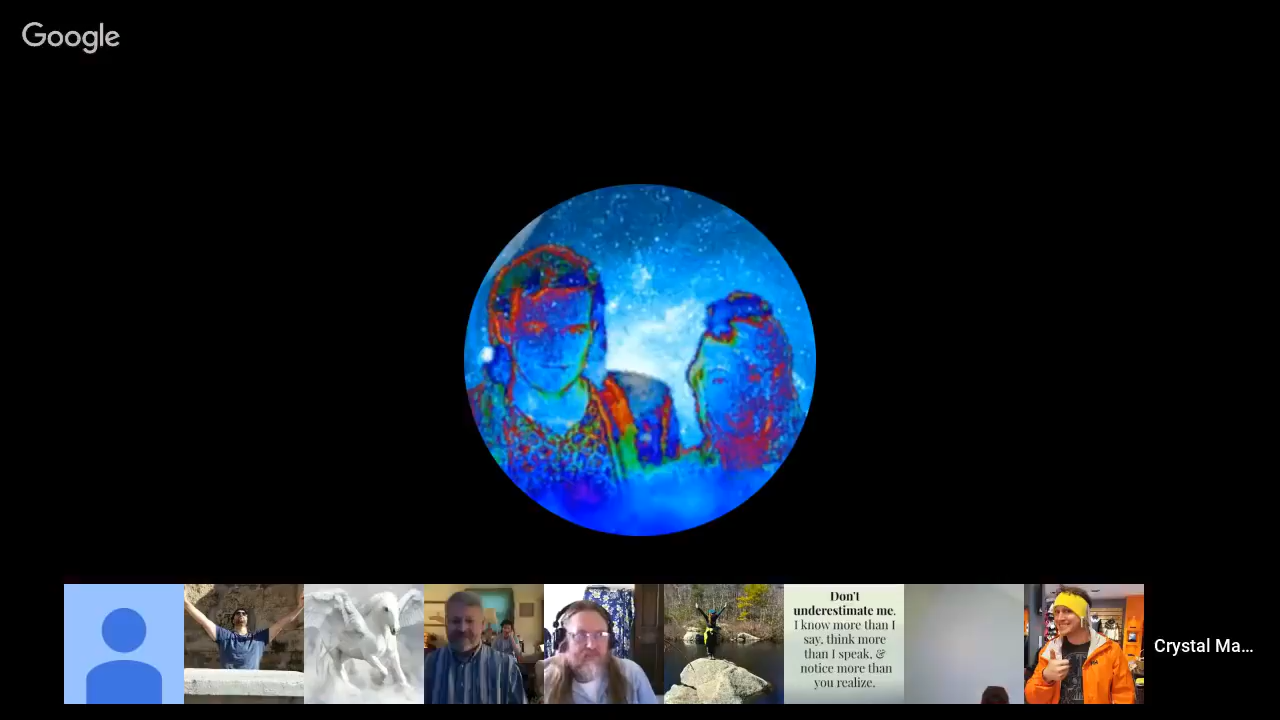 Google
Don't
underestimate me.
I know more than I
say, think more
than I speak, &
notice more than
you realize.
Crystal Ma...